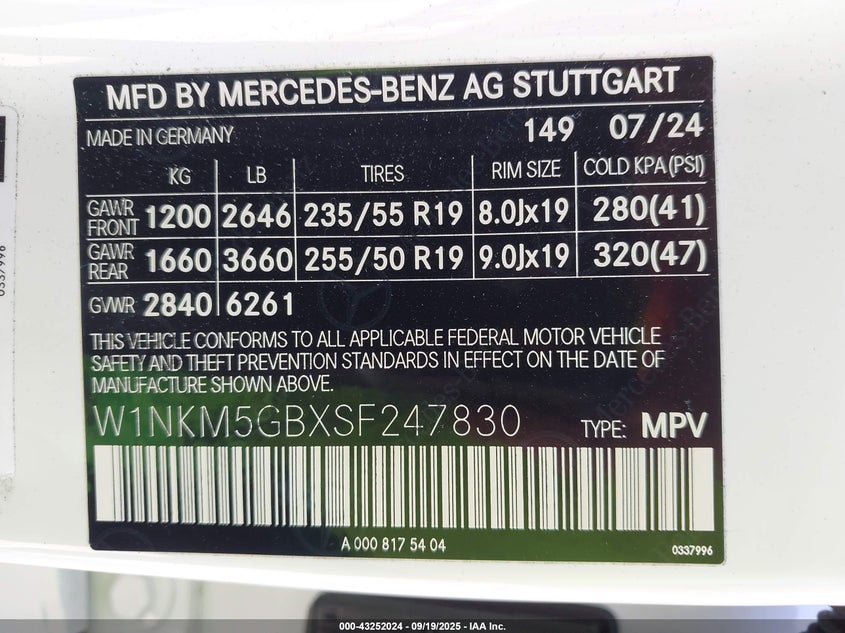 MFD BY MERCEDES-BENZ AG STUTTGART
MADE IN GERMANY 149 07/24
KG LB TIRES RIM SIZE COLD KPA(PSI)
GAWR FRONT 1200 2646 235/55 R19 8.0Jx19 280(41)
GAWR REAR 1660 3660 255/50 R19 9.0Jx19 320(47)
GVWR 2840 6261
THIS VEHICLE CONFORMS TO ALL APPLICABLE FEDERAL MOTOR VEHICLE
SAFETY AND THEFT PREVENTION STANDARDS IN EFFECT ON THE DATE OF
MANUFACTURE SHOWN ABOVE.
W1NKM5GBXSF247830 TYPE: MPV
A 000 817 54 04
0337996
0337996
000-43252024 - 09/19/2025 - IAA Inc.